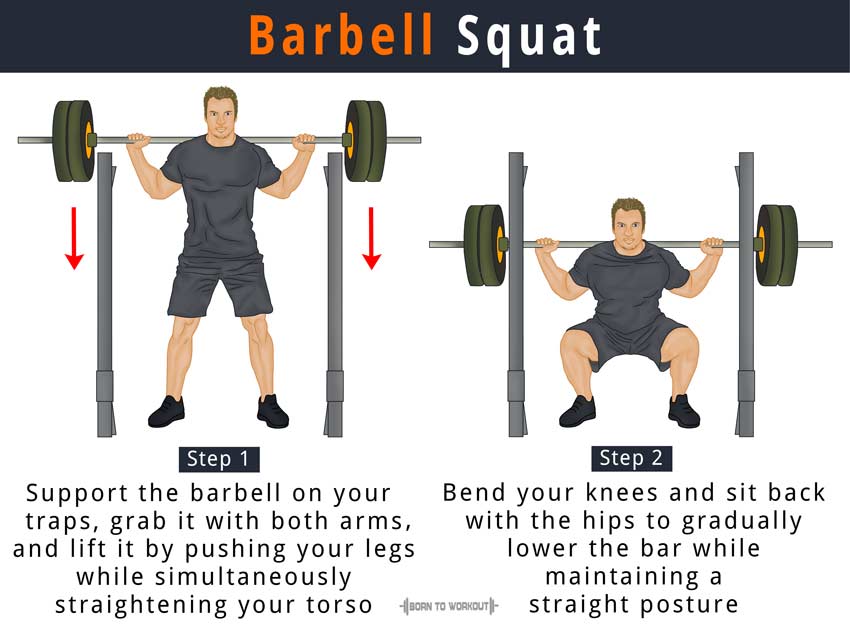 Barbell Squat
Step 1
Support the barbell on your
traps, grab it with both arms,
and lift it by pushing your legs
while simultaneously
straightening your torso
Step 2
Bend your knees and sit back
with the hips to gradually
lower the bar while
maintaining a
straight posture
BORN TO WORKOUT